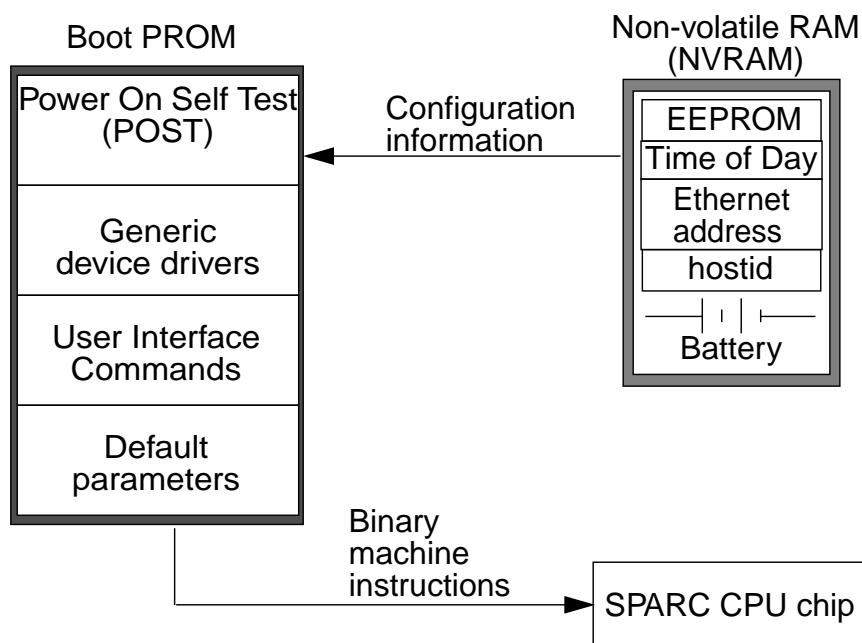 Boot PROM
Power On Self Test
(POST)
Generic
device drivers
User Interface
Commands
Default
parameters
Configuration
information
Non-volatile RAM
(NVRAM)
EEPROM
Time of Day
Ethernet
address
hostid
Battery
Binary
machine
instructions
SPARC CPU chip